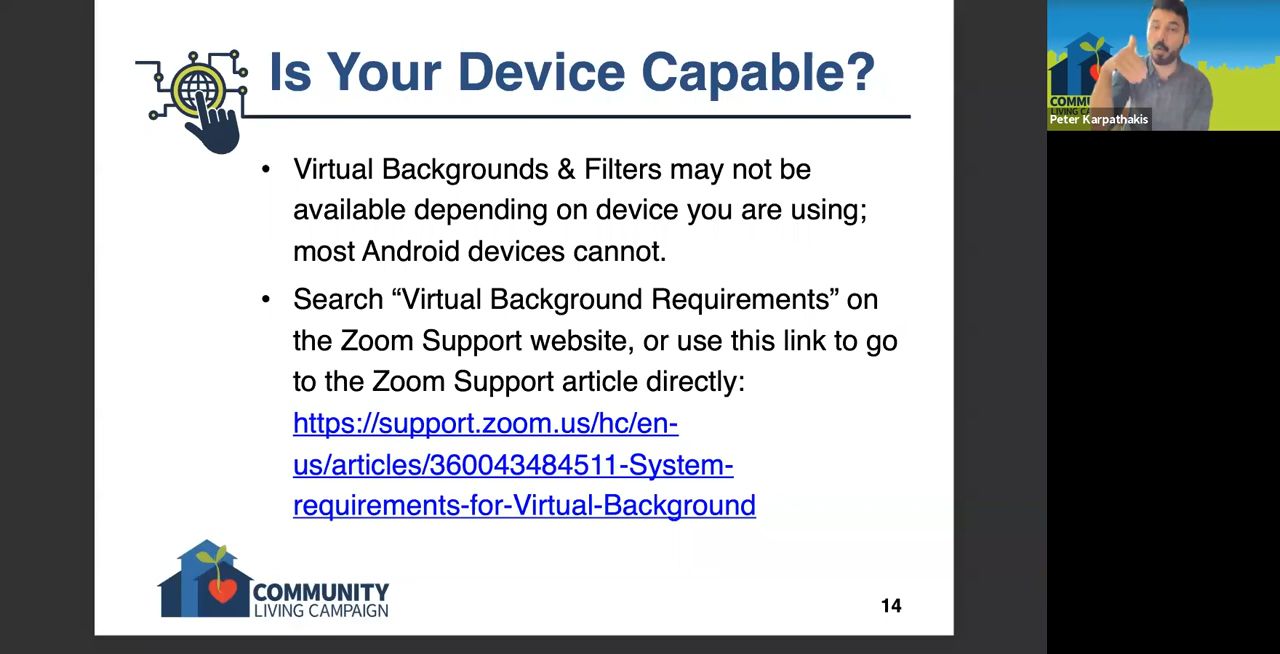 Is Your Device Capable?
• Virtual Backgrounds & Filters may not be
available depending on device you are using;
most Android devices cannot.
• Search “Virtual Background Requirements” on
the Zoom Support website, or use this link to go
to the Zoom Support article directly:
https://support.zoom.us/hc/en-
us/articles/360043484511-System-
requirements-for-Virtual-Background
COMMUNITY
LIVING CAMPAIGN
14
COMMU
LIVING CA
Peter Karpathakis